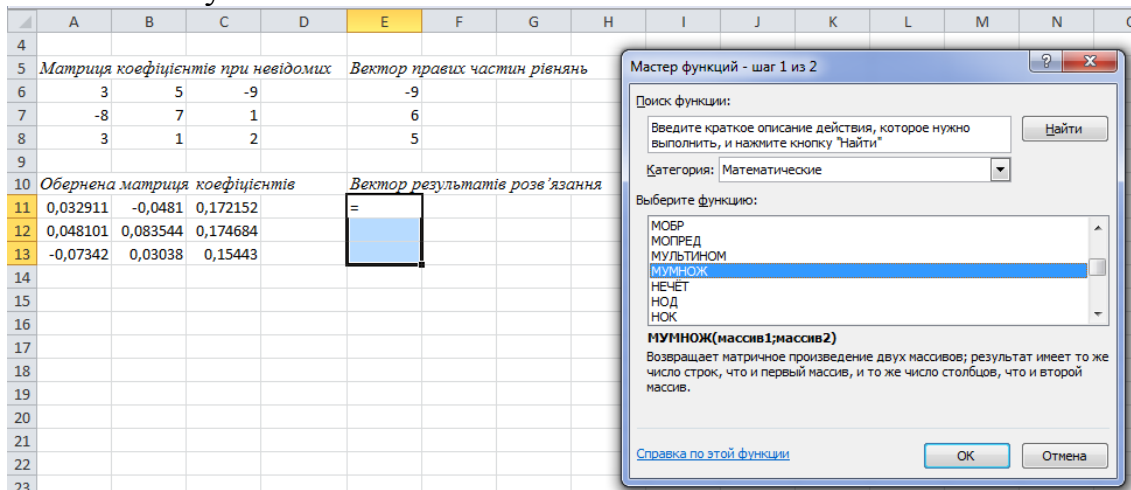 A B C D E F G H I J K L M N
4
5 Матриця коефіцієнтів при невідомих Вектор правих частин рівнянь
6 3 5 -9 -9
7 -8 7 1 6
8 3 1 2 5
9
10 Обернена матриця коефіцієнтів Вектор результатів розв’язання
11 0,032911 -0,0481 0,172152 =
12 0,048101 0,083544 0,174684
13 -0,07342 0,03038 0,15443
14
15
16
17
18
19
20
21
22
23
Мастер функций - шаг 1 из 2
Поиск функции:
Введите краткое описание действия, которое нужно
выполнить, и нажмите кнопку "Найти"
Найти
Категория: Математические
Выберите функцию:
МОБР
МОПРЕД
МУЛЬТИНОМ
МУМНОЖ
НЕЧЁТ
НОД
НОК
МУМНОЖ(массив1;массив2)
Возвращает матричное произведение двух массивов; результат имеет то же
число строк, что и первый массив, и то же число столбцов, что и второй
массив.
Справка по этой функции
ОК
Отмена